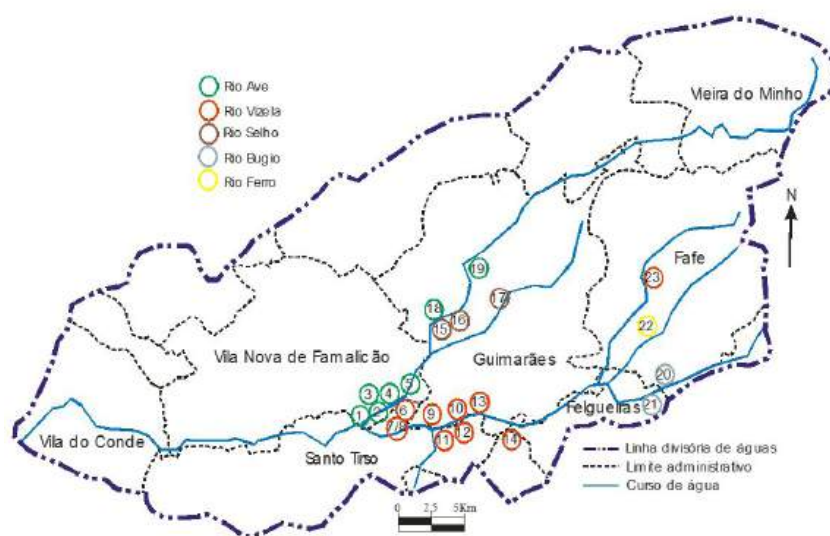 Rio Ave
Rio Vizela
Rio Selho
Rio Bugio
Rio Ferro
Vieira do Minho
N
Fafe
23
19
17
18
16
15
22
Vila Nova de Famalicão
Guimarães
20
21
5
3
4
1
2
6
7/8
9
10
13
11
12
14
Felgueiras
Vila do Conde
Santo Tirso
Linha divisória de águas
Limite administrativo
Curso de água
0 2,5 5Km